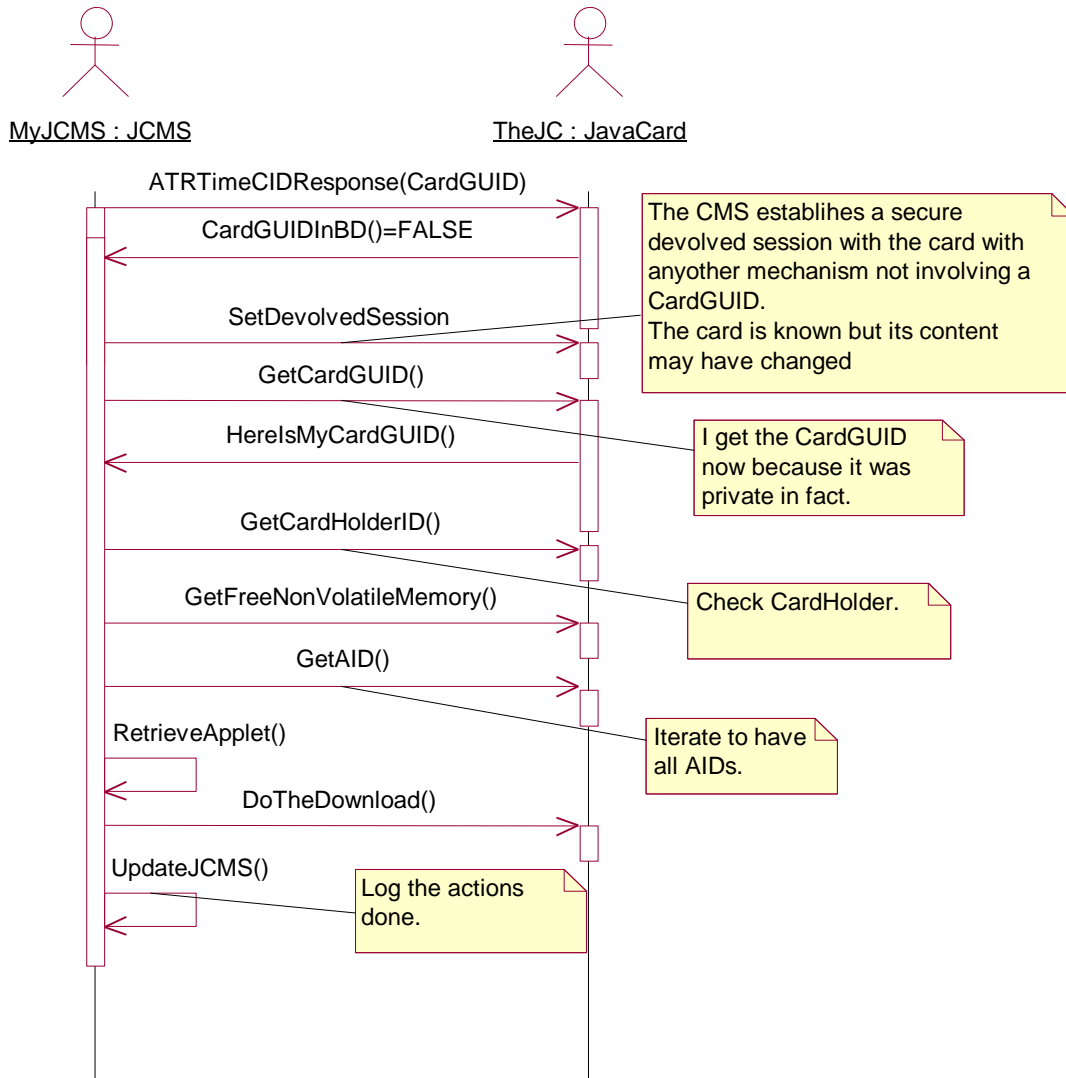 MyJCMS : JCMS
TheJC : JavaCard
ATRTimeCIDResponse(CardGUID)
CardGUIDInBD()=FALSE
The CMS establihes a secure
devolved session with the card with
anyother mechanism not involving a
CardGUID.
The card is known but its content
may have changed
SetDevolvedSession
GetCardGUID()
HereIsMyCardGUID()
I get the CardGUID
now because it was
private in fact.
GetCardHolderID()
GetFreeNonVolatileMemory()
Check CardHolder.
GetAID()
RetrieveApplet()
Iterate to have
all AIDs.
DoTheDownload()
UpdateJCMS()
Log the actions
done.